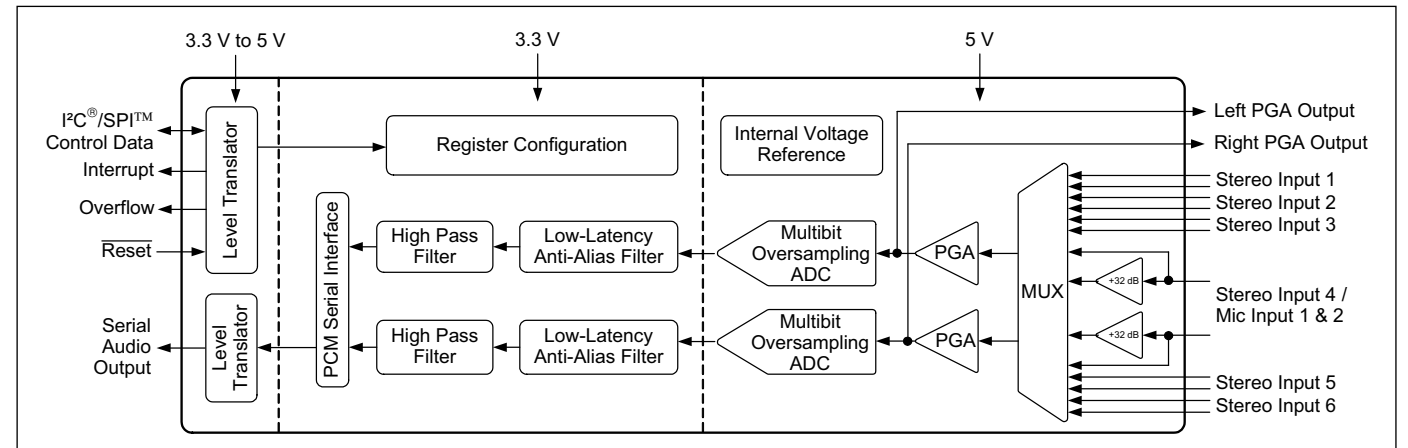 3.3 V to 5 V
3.3 V
5 V
I²C®/SPI™
Control Data
Interrupt
Overflow
Reset
Serial
Audio
Output
Level Translator
Level
Translator
Register Configuration
PCM Serial Interface
High Pass
Filter
Low-Latency
Anti-Alias Filter
High Pass
Filter
Low-Latency
Anti-Alias Filter
Internal Voltage
Reference
Multibit
Oversampling
ADC
Multibit
Oversampling
ADC
PGA
PGA
MUX
+32 dB
+32 dB
Left PGA Output
Right PGA Output
Stereo Input 1
Stereo Input 2
Stereo Input 3
Stereo Input 4 /
Mic Input 1 & 2
Stereo Input 5
Stereo Input 6